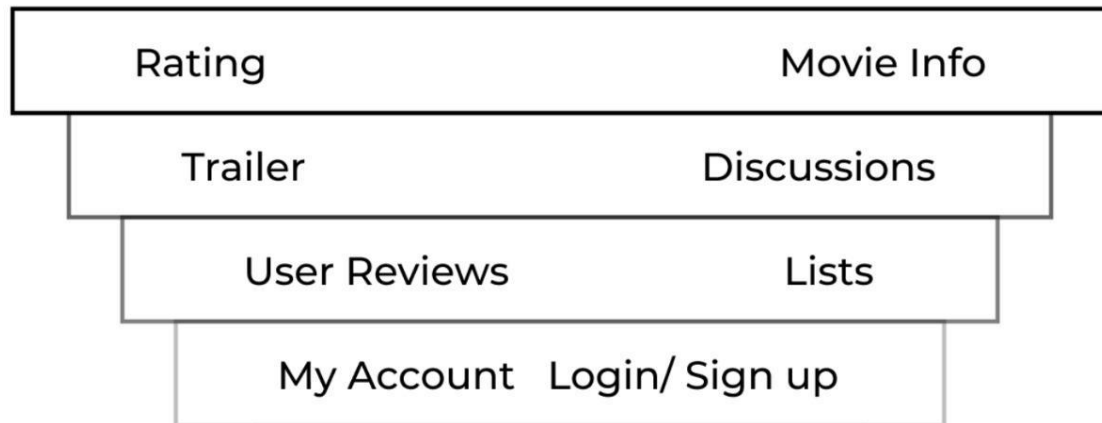 Rating Movie Info
Trailer Discussions
User Reviews Lists
My Account Login/ Sign up